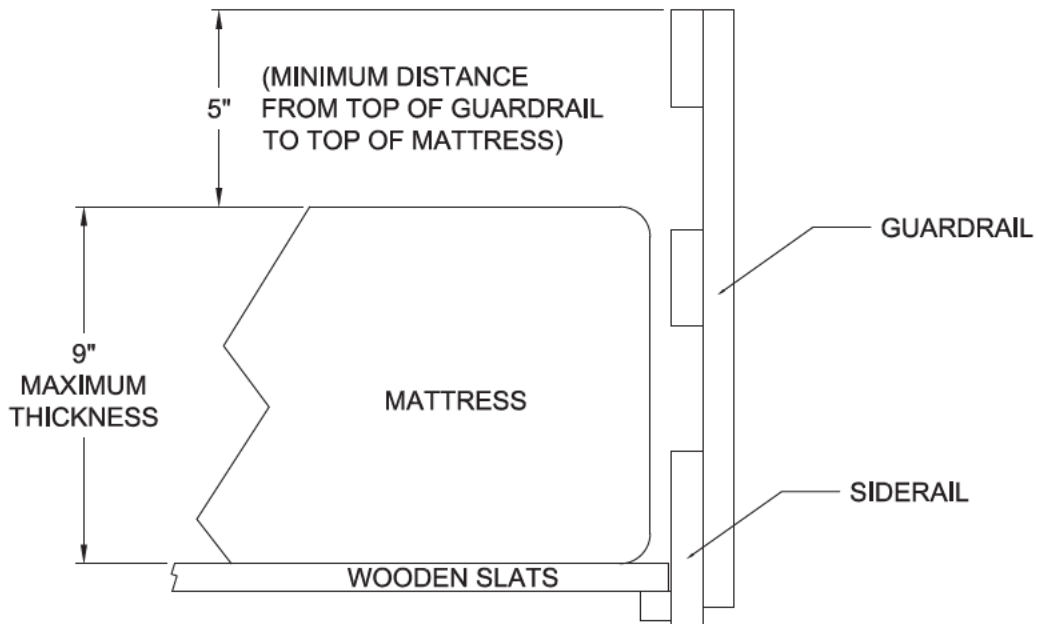 (MINIMUM DISTANCE
5" FROM TOP OF GUARDRAIL
TO TOP OF MATTRESS)
GUARDRAIL
9"
MAXIMUM
THICKNESS
MATTRESS
SIDERAIL
WOODEN SLATS